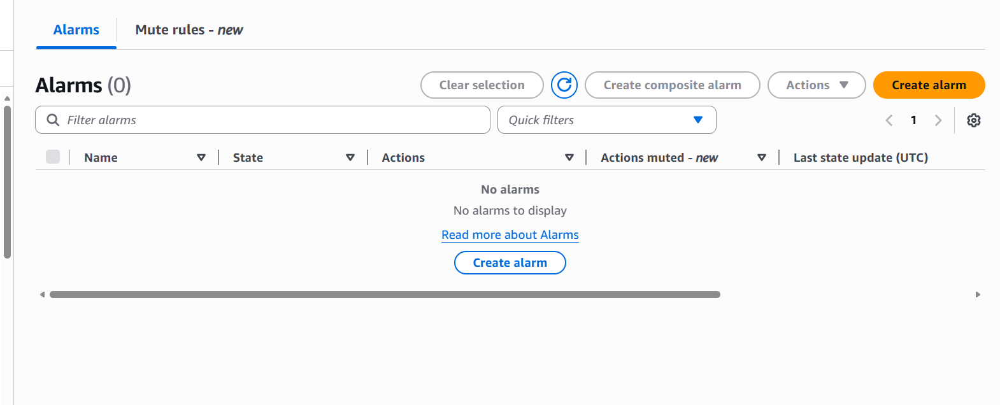 Alarms Mute rules - new
Alarms (0) Clear selection Create composite alarm Actions Create alarm
Filter alarms Quick filters 1
Name State Actions Actions muted - new Last state update (UTC)
No alarms
No alarms to display
Read more about Alarms
Create alarm